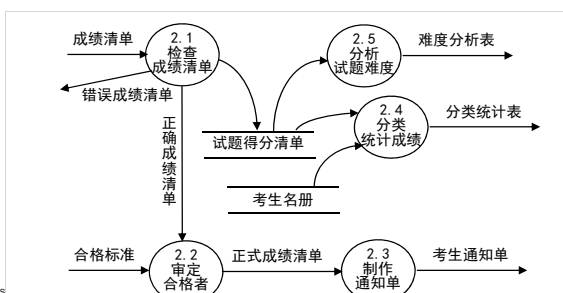 成绩清单
2.1
检查
成绩清单
2.5
分析
试题难度
难度分析表
错误成绩清单
正确成绩清单
试题得分清单
2.4
分类
统计成绩
分类统计表
考生名册
合格标准
2.2
审定
合格者
正式成绩清单
2.3
制作
通知单
考生通知单
s